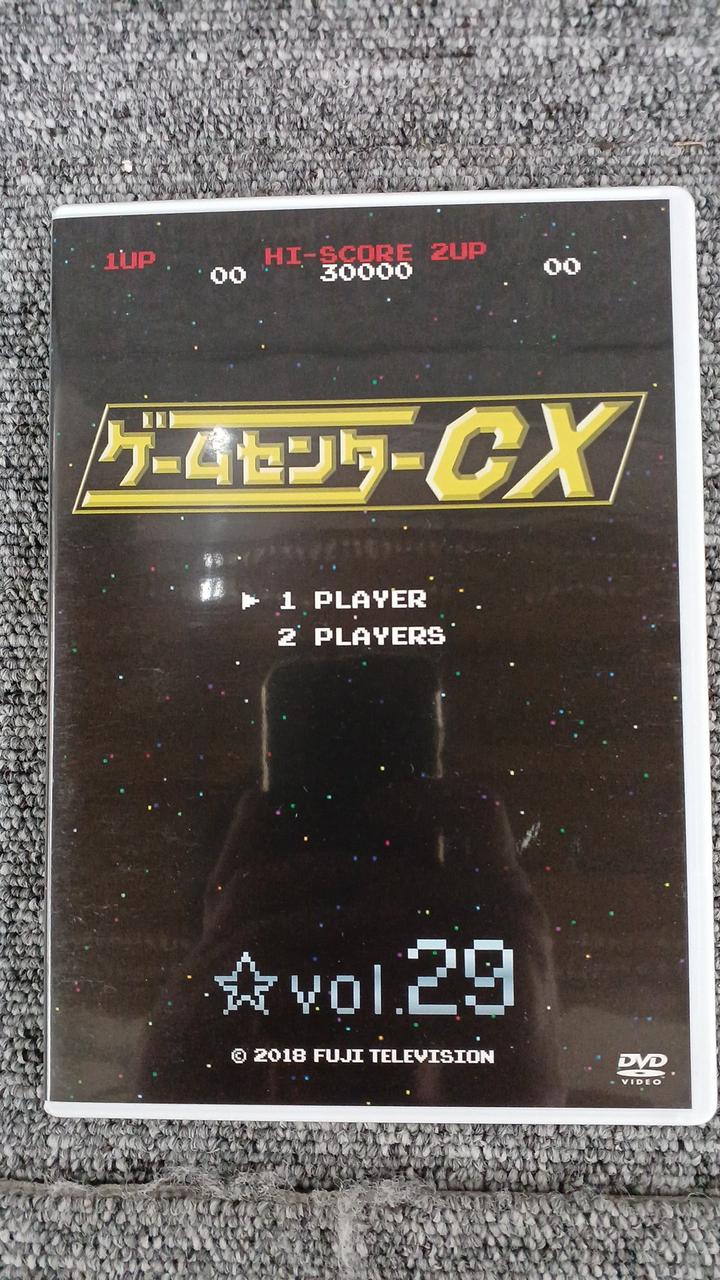 1UP HI-SCORE 2UP
00 30000 00
ゲームセンターCX
1 PLAYER
2 PLAYERS
☆vol.29
© 2018 FUJI TELEVISION
DVD
VIDEO